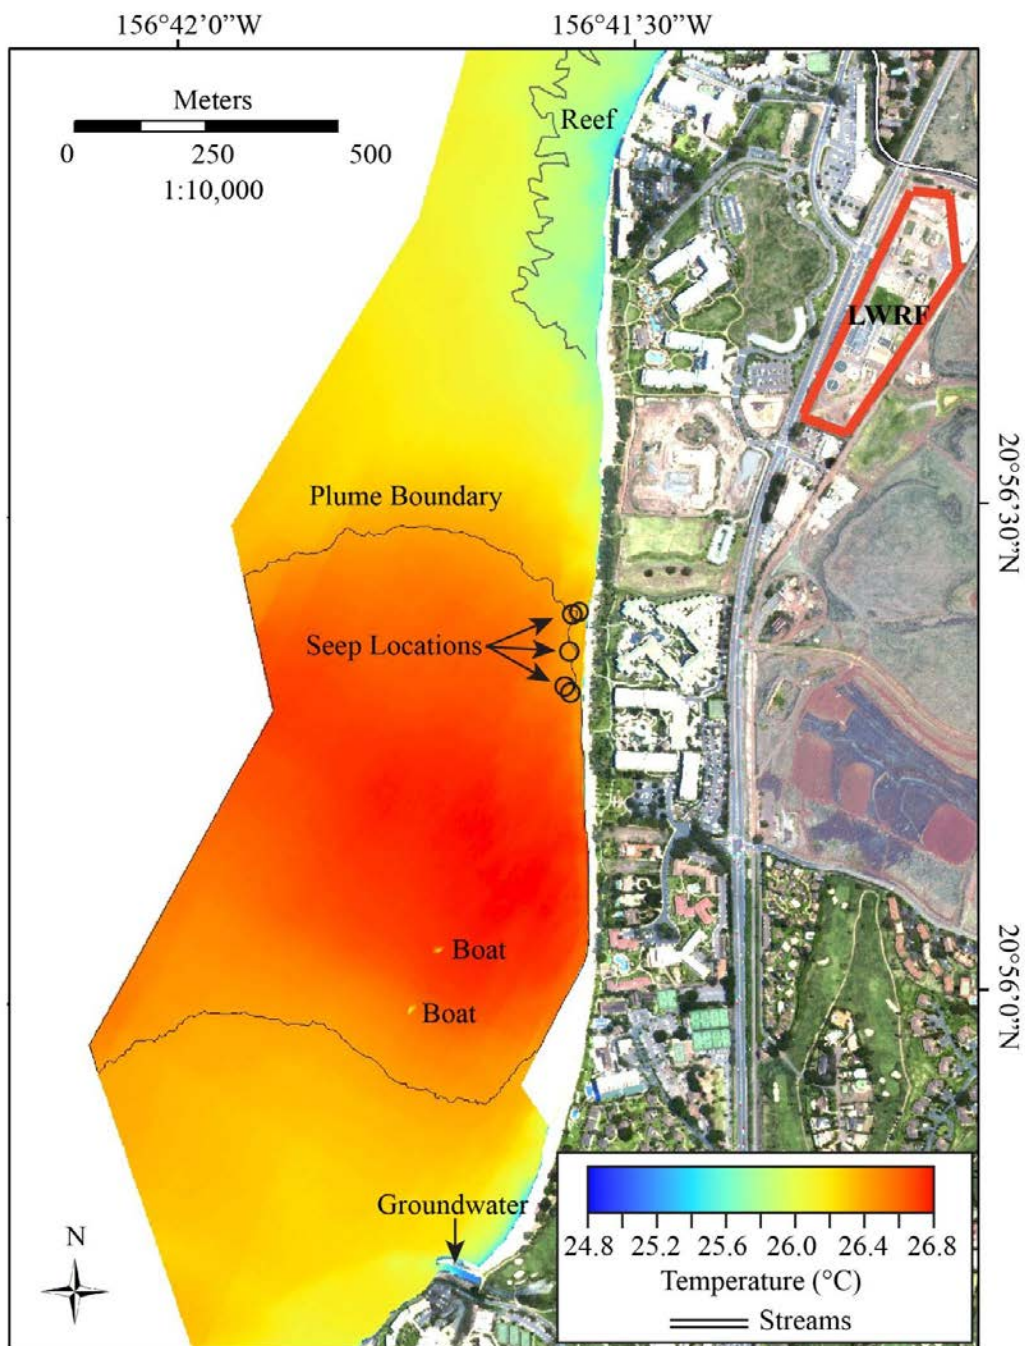 156°42’0”W
156°41’30”W
Meters
0 250 500
1:10,000
Reef
LWRF
Plume Boundary
20°56’30”N
Seep Locations
Boat
20°56’0”N
Boat
Groundwater
N
24.8 25.2 25.6 26.0 26.4 26.8
Temperature (°C)
Streams